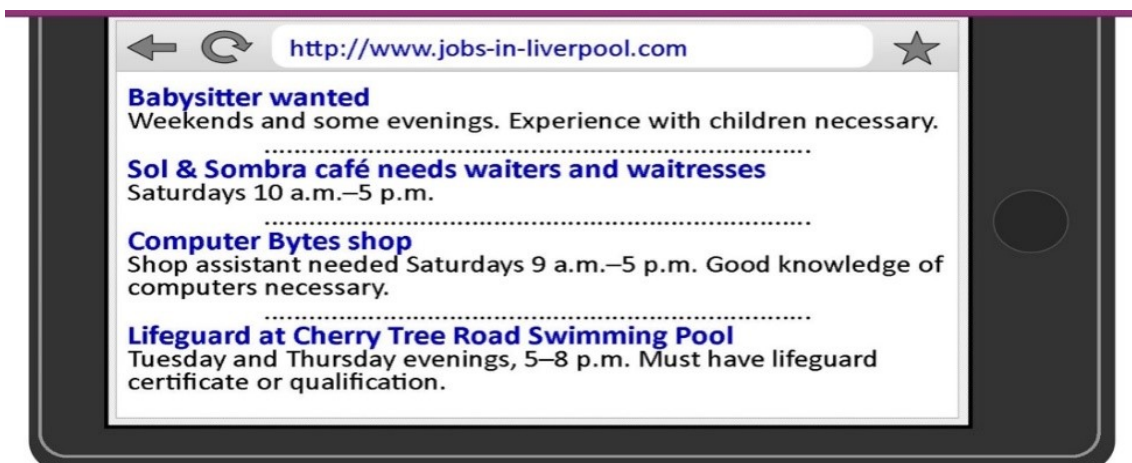 http://www.jobs-in-liverpool.com
Babysitter wanted
Weekends and some evenings. Experience with children necessary.
Sol & Sombra café needs waiters and waitresses
Saturdays 10 a.m.–5 p.m.
Computer Bytes shop
Shop assistant needed Saturdays 9 a.m.–5 p.m. Good knowledge of
computers necessary.
Lifeguard at Cherry Tree Road Swimming Pool
Tuesday and Thursday evenings, 5–8 p.m. Must have lifeguard
certificate or qualification.